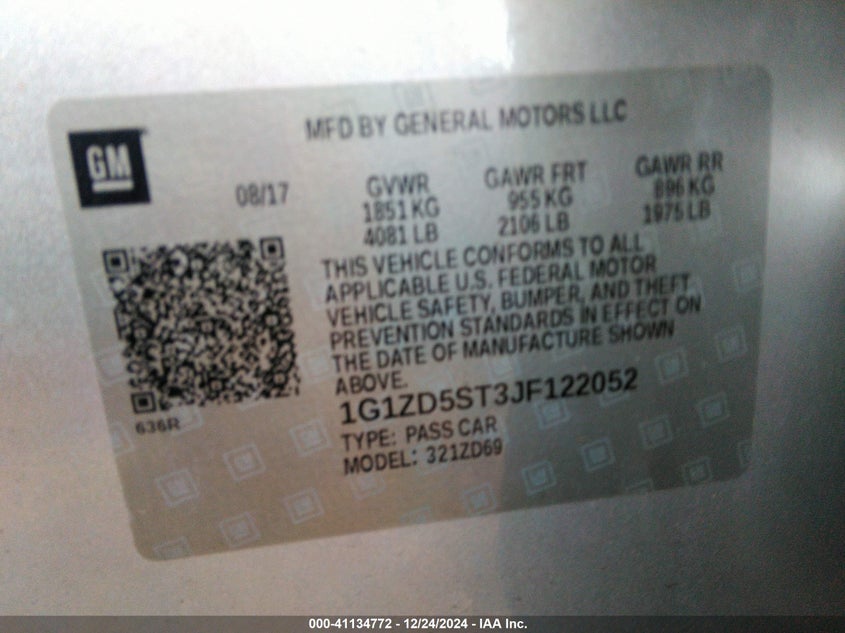 GM
MFD BY GENERAL MOTORS LLC
08/17
GVWR
1851 KG
4081 LB
GAWR FRT
955 KG
2106 LB
GAWR RR
896 KG
1975 LB
THIS VEHICLE CONFORMS TO ALL
APPLICABLE U.S. FEDERAL MOTOR
VEHICLE SAFETY, BUMPER, AND THEFT
PREVENTION STANDARDS IN EFFECT ON
THE DATE OF MANUFACTURE SHOWN
ABOVE.
1G1ZD5ST3JF122052
TYPE: PASS CAR
MODEL: 321ZD69
636R
000-41134772 - 12/24/2024 - IAA Inc.